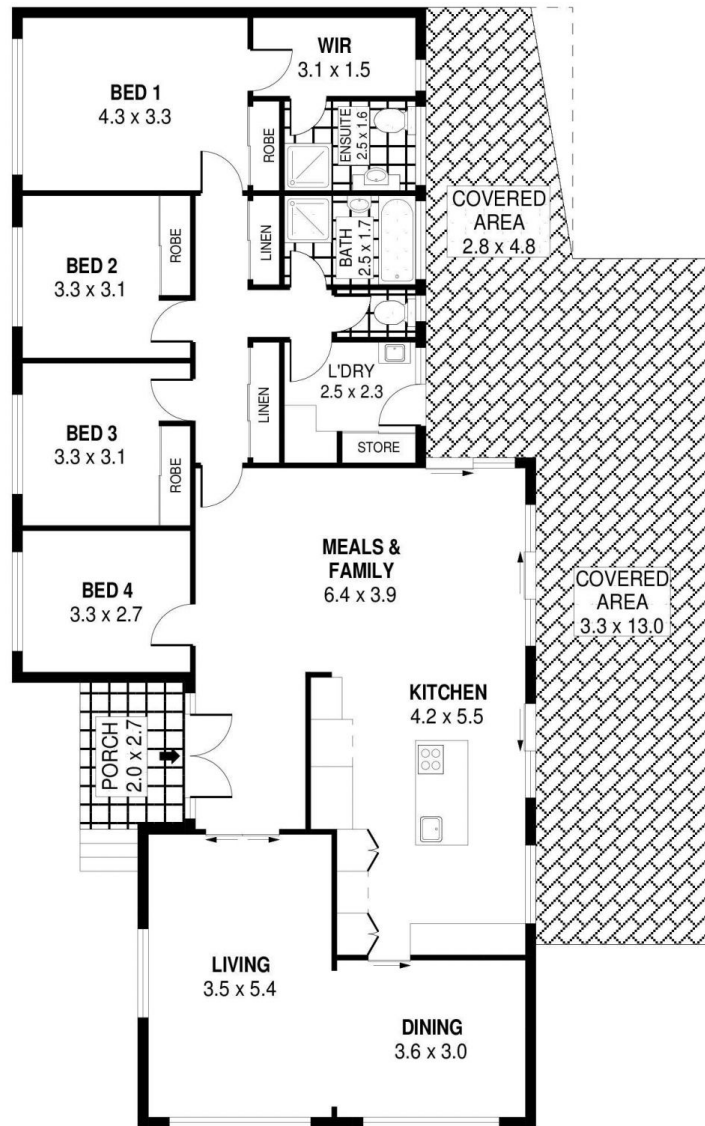 BED 1
4.3 x 3.3
WIR
3.1 x 1.5
ROBE
ENSUITE
2.5 x 1.6
COVERED
AREA
2.8 x 4.8
BED 2
3.3 x 3.1
ROBE
LINEN
BATH
2.5 x 1.7
L'DRY
2.5 x 2.3
LINEN
STORE
BED 3
3.3 x 3.1
ROBE
MEALS &
FAMILY
6.4 x 3.9
BED 4
3.3 x 2.7
COVERED
AREA
3.3 x 13.0
KITCHEN
4.2 x 5.5
PORCH
2.0 x 2.7
LIVING
3.5 x 5.4
DINING
3.6 x 3.0